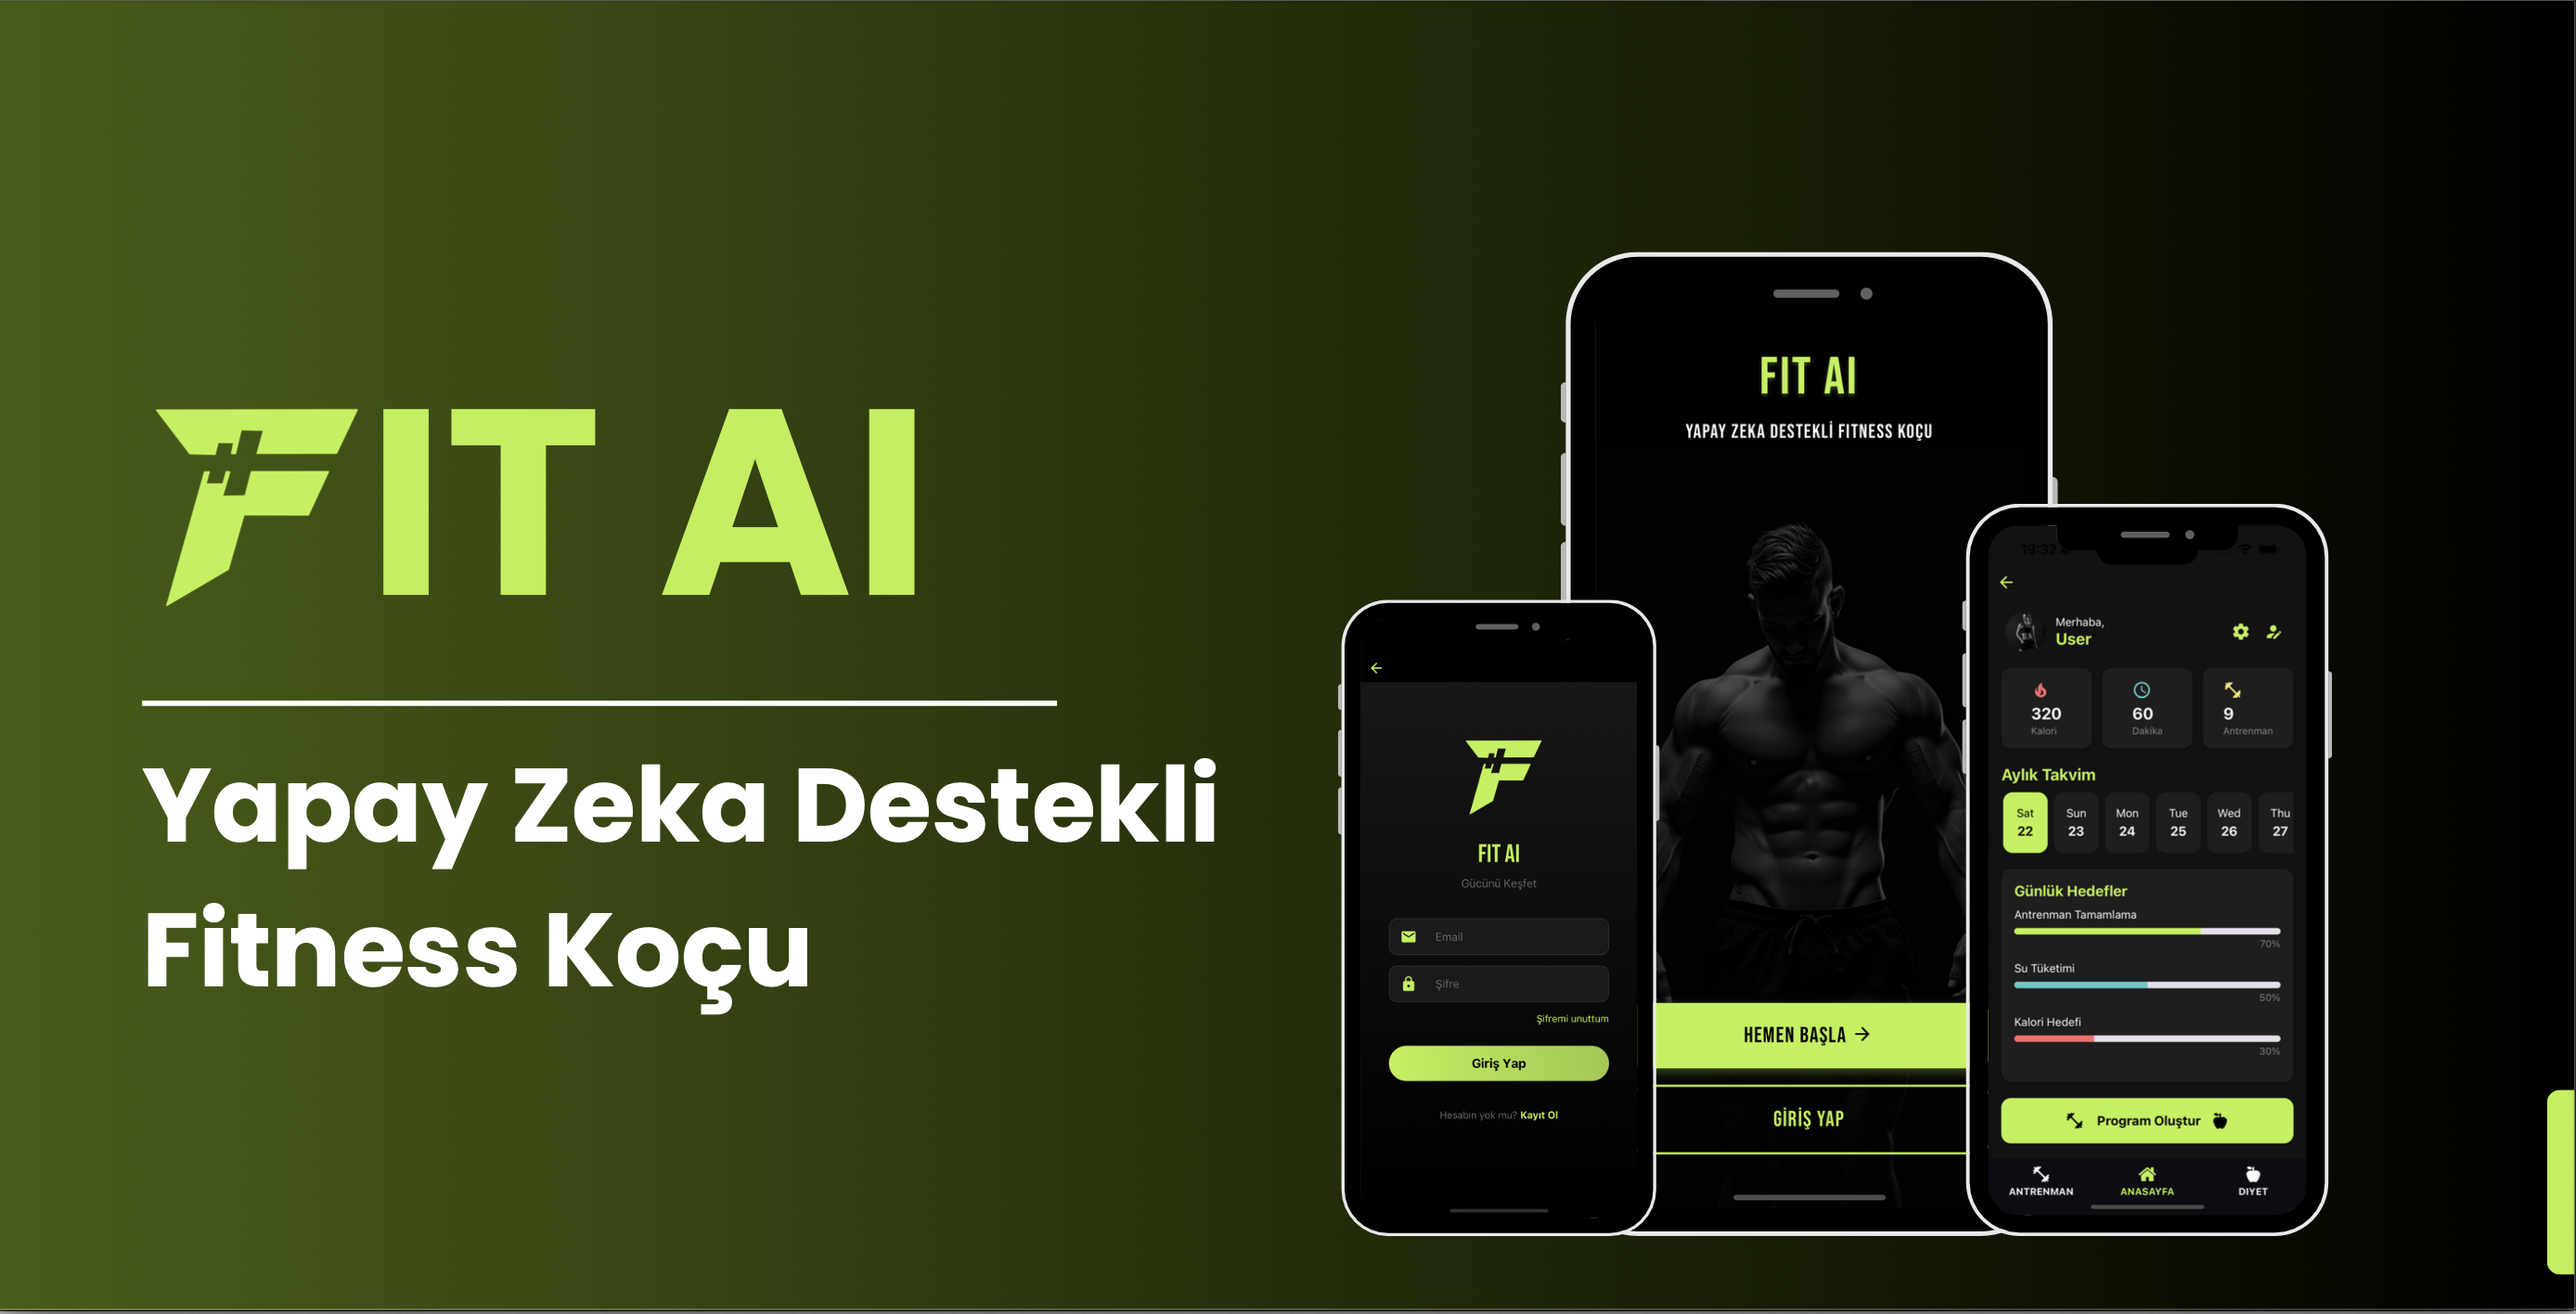 FIT AI
Yapay Zeka Destekli
Fitness Koçu
FIT AI
YAPAY ZEKA DESTEKLİ FITNESS KOÇU
HEMEN BAŞLA →
GİRİŞ YAP
FIT AI
Gücünü Keşfet
Email
Şifre
Şifremi unuttum
Giriş Yap
Hesabın yok mu? Kayıt Ol
19:32
Merhaba,
User
320 60 9
Kalori Dakika Antrenman
Aylık Takvim
Sat Sun Mon Tue Wed Thu
22 23 24 25 26 27
Günlük Hedefler
Antrenman Tamamlama
70%
Su Tüketimi
50%
Kalori Hedefi
30%
Program Oluştur
ANTRENMAN ANASAYFA DIYET